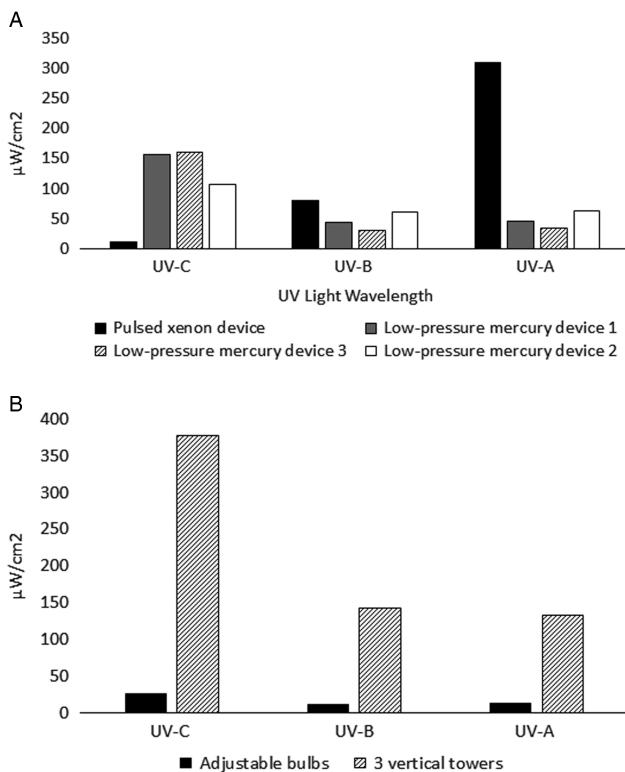 A
350
300
250
200
150
100
50
0
µW/cm2
UV-C UV-B UV-A
UV Light Wavelength
Pulsed xenon device Low-pressure mercury device 1
Low-pressure mercury device 3 Low-pressure mercury device 2
B
400
350
300
250
200
150
100
50
0
µW/cm2
UV-C UV-B UV-A
Adjustable bulbs 3 vertical towers